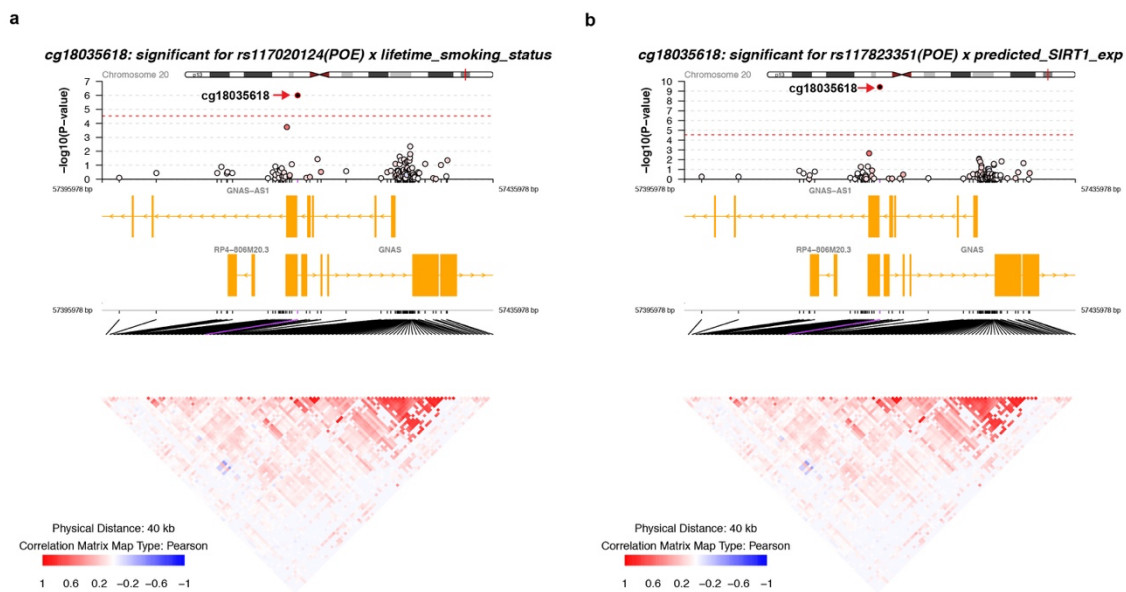 a
cg18035618: significant for rs117020124(POE) x lifetime_smoking_status
Chromosome 20
p13
7
6
5
4
3
2
1
0
−log10(P−value)
cg18035618
57395978 bp
57435978 bp
GNAS−AS1
RP4−806M20.3
GNAS
57395978 bp
57435978 bp
Physical Distance: 40 kb
Correlation Matrix Map Type: Pearson
1 0.6 0.2 −0.2 −0.6 −1
b
cg18035618: significant for rs117823351(POE) x predicted_SIRT1_exp
Chromosome 20
p13
10
9
8
7
6
5
4
3
2
1
0
−log10(P−value)
cg18035618
57395978 bp
57435978 bp
GNAS−AS1
RP4−806M20.3
GNAS
57395978 bp
57435978 bp
Physical Distance: 40 kb
Correlation Matrix Map Type: Pearson
1 0.6 0.2 −0.2 −0.6 −1